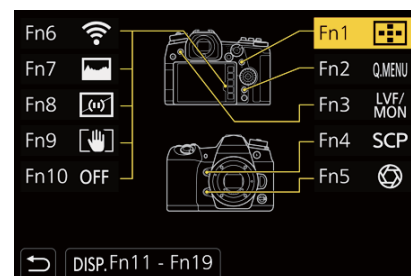 Fn6
Fn7
Fn8
Fn9
Fn10 OFF
Fn1
Fn2 Q.MENU
Fn3 LVF/
MON
Fn4 SCP
Fn5
DISP. Fn11 - Fn19